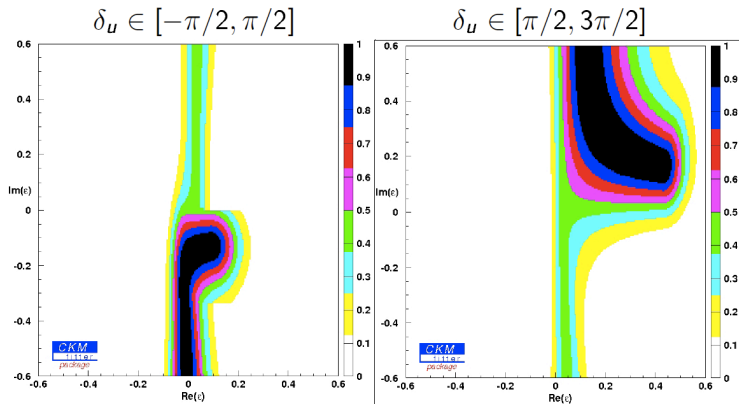 δ_u ∈ [−π/2, π/2]
0.6
0.4
0.2
Im(ε)
0
-0.2
-0.4
-0.6
-0.6 -0.4 -0.2 0 0.2 0.4 0.6
Re(ε)
CKM
fitter
package
1
0.9
0.8
0.7
0.6
0.5
0.4
0.3
0.2
0.1
0
δ_u ∈ [π/2, 3π/2]
0.6
0.4
0.2
Im(ε)
0
-0.2
-0.4
-0.6
-0.6 -0.4 -0.2 0 0.2 0.4 0.6
Re(ε)
CKM
fitter
package
1
0.9
0.8
0.7
0.6
0.5
0.4
0.3
0.2
0.1
0